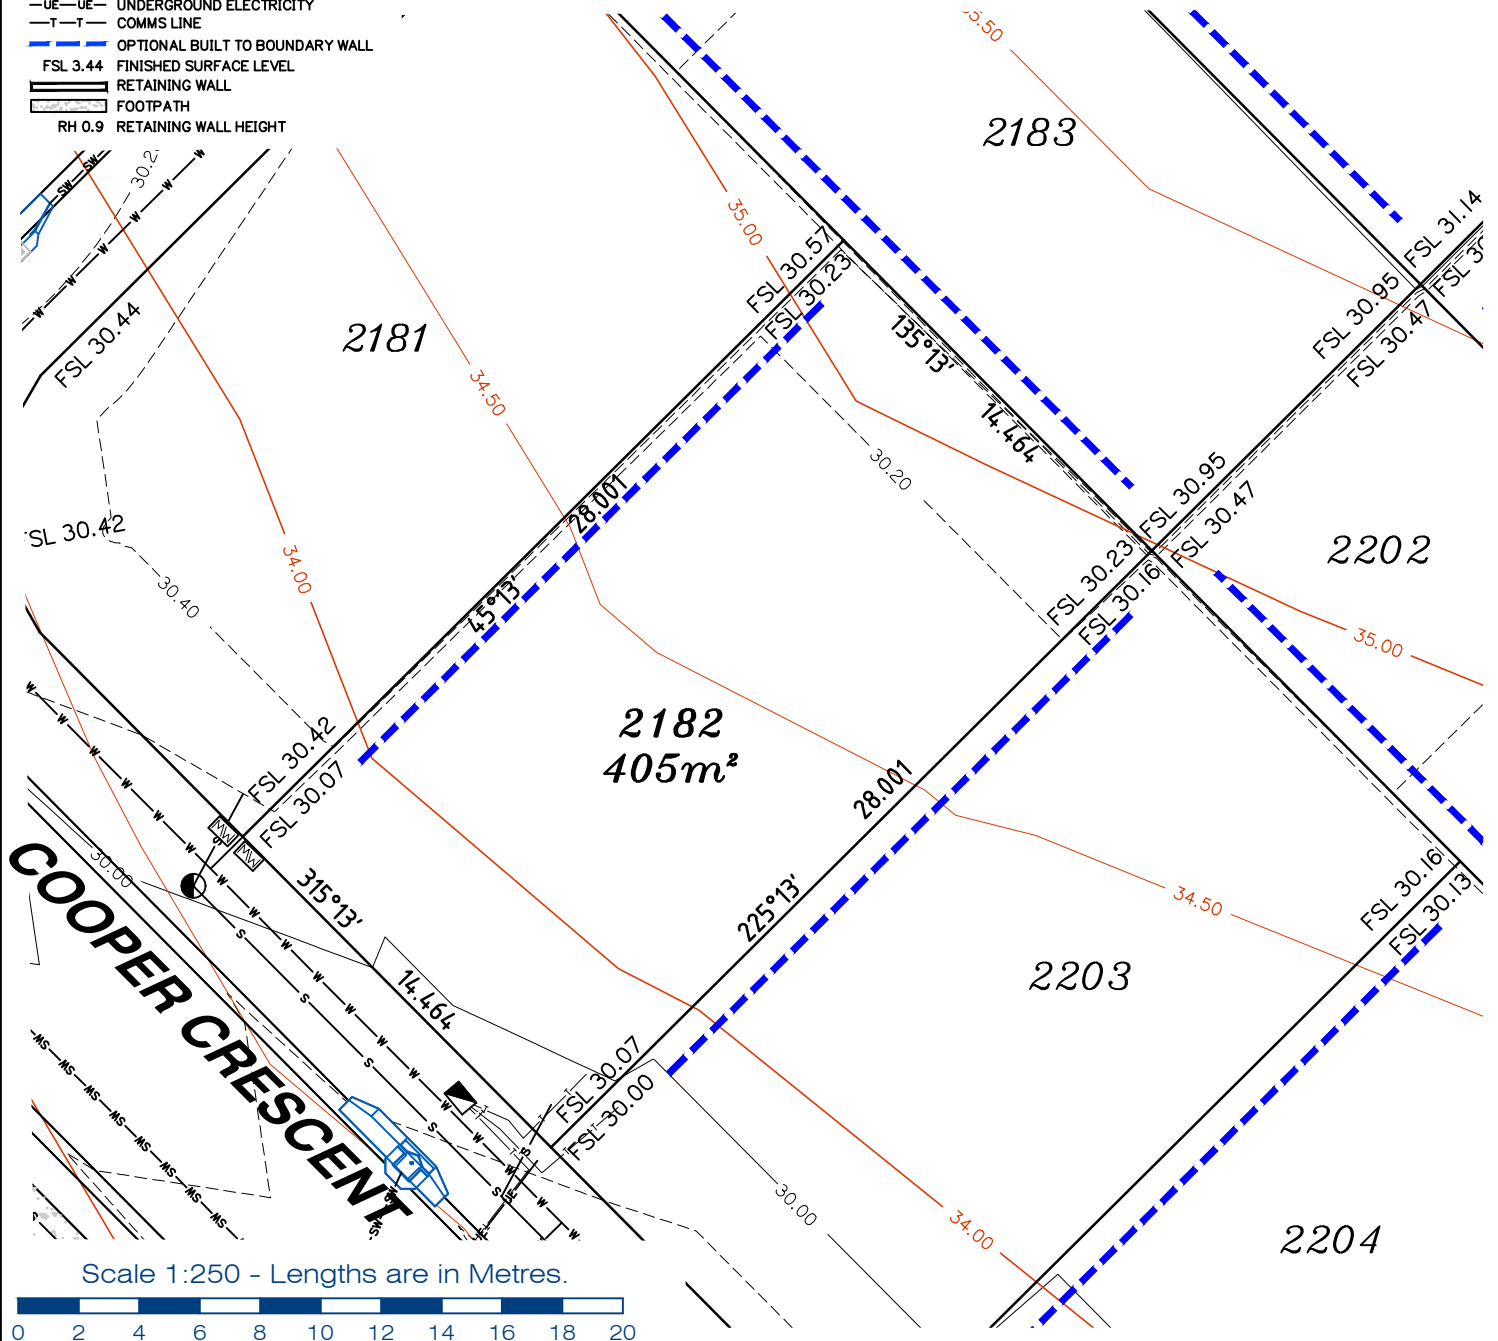 UE UE UNDERGROUND ELECTRICITY
T T COMMS LINE
OPTIONAL BUILT TO BOUNDARY WALL
FSL 3.44 FINISHED SURFACE LEVEL
RETAINING WALL
FOOTPATH
RH 0.9 RETAINING WALL HEIGHT
2183
35.00
FSL 31.14
FSL 30.57
FSL 30.23
FSL 30.95
FSL 30.47
FSL 30.44
2181
34.50
135°13'
14.464
30.20
28.001
45°13'
FSL 30.95
FSL 30.47
FSL 30.23
FSL 30.16
2202
35.00
30.42
30.40
34.00
FSL 30.42
FSL 30.07
2182
405m²
28.001
225°13'
MW
MW
30.00
315°13'
14.464
COOPER CRESCENT
34.50
FSL 30.16
FSL 30.13
2203
FSL 30.07
FSL 30.00
30.00
34.00
2204
Scale 1:250 - Lengths are in Metres.
0 2 4 6 8 10 12 14 16 18 20